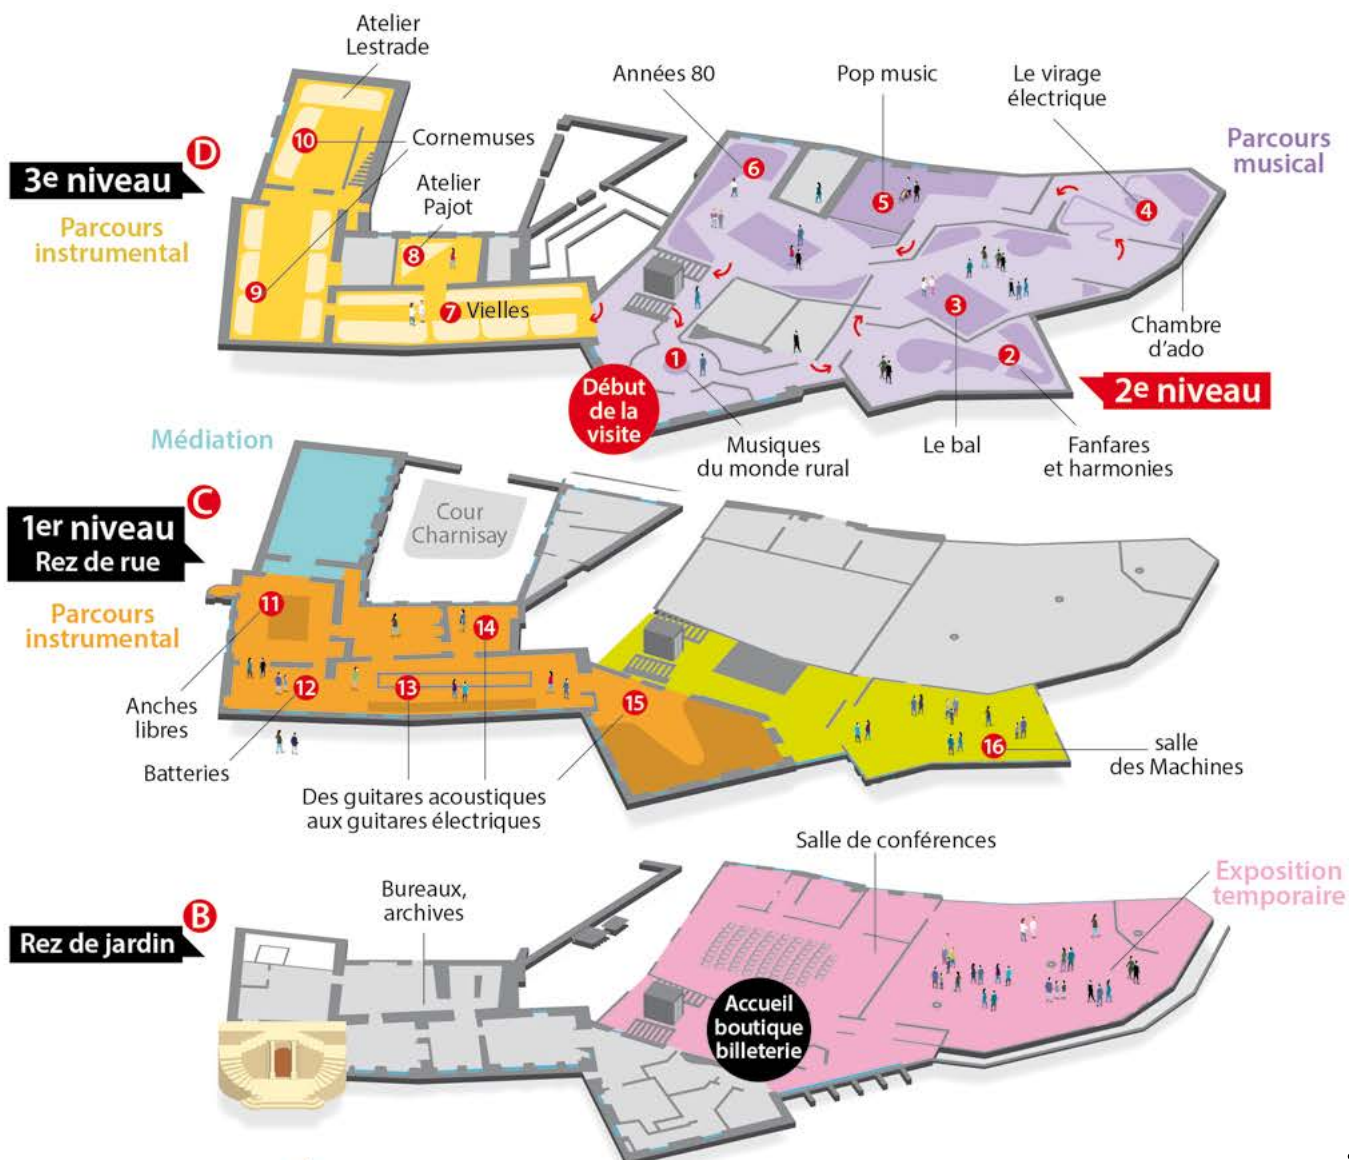 Atelier
Lestrade
Années 80
Pop music
Le virage
électrique
Parcours
musical
D
3e niveau
Parcours
instrumental
10
Cornemuses
Atelier
Pajot
8
9
7 Vielles
6
5
4
3
2
1
Chambre
d'ado
2e niveau
Début
de la
visite
Musiques
du monde rural
Le bal
Fanfares
et harmonies
Médiation
C
1er niveau
Rez de rue
Cour
Charnisay
Parcours
instrumental
11
14
12
13
15
16
Anches
libres
Batteries
Des guitares acoustiques
aux guitares électriques
salle
des Machines
Salle de conférences
Exposition
temporaire
B
Rez de jardin
Bureaux,
archives
Accueil
boutique
billeterie